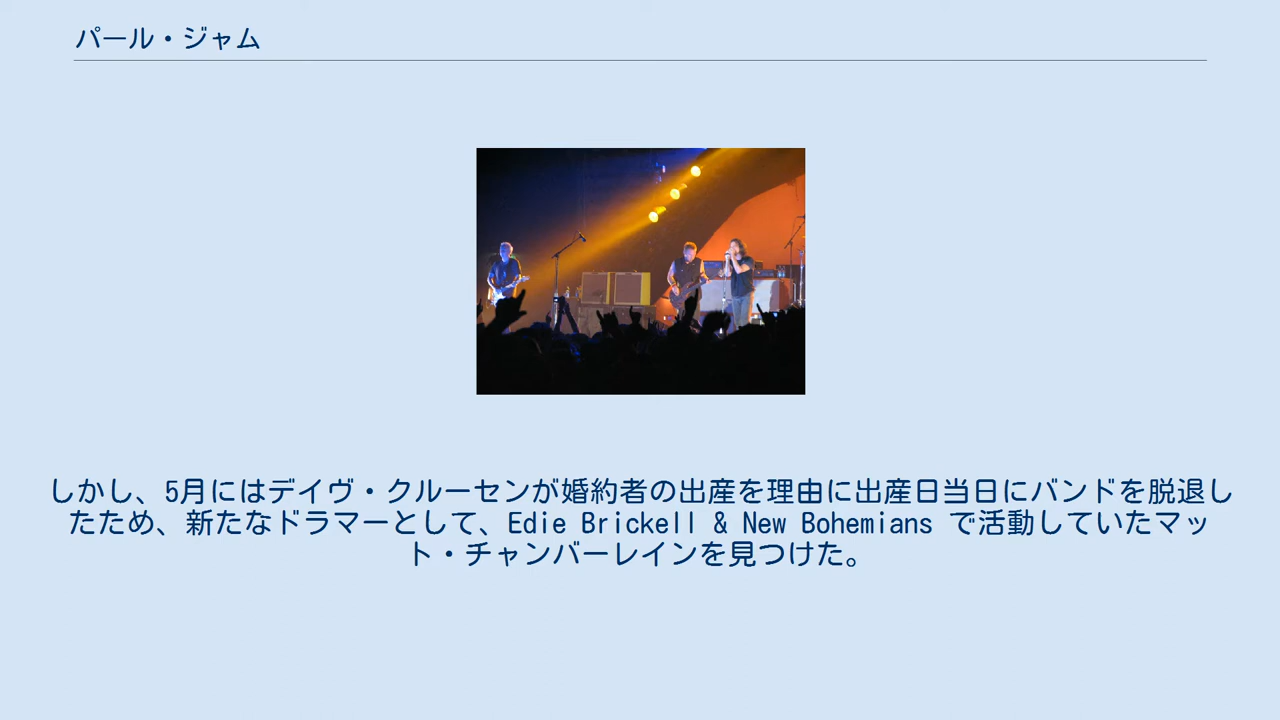 パール・ジャム
しかし、5月にはデイヴ・クルーセンが婚約者の出産を理由に出産日当日にバンドを脱退し
たため、新たなドラマーとして、Edie Brickell & New Bohemians で活動していたマッ
ト・チャンバーレインを見つけた。